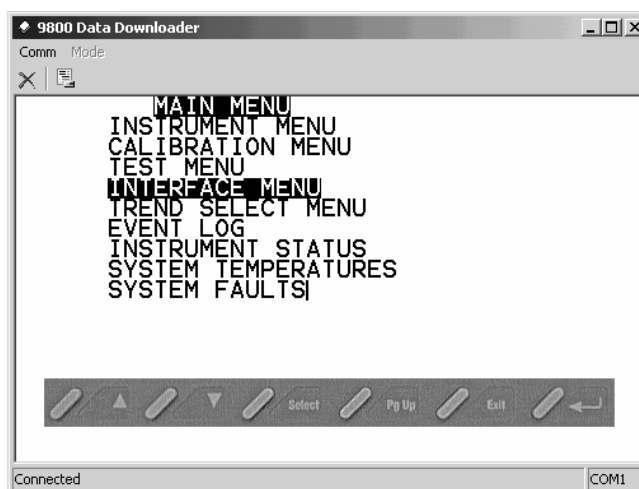 9800 Data Downloader
Comm Mode
MAIN MENU
INSTRUMENT MENU
CALIBRATION MENU
TEST MENU
INTERFACE MENU
TREND SELECT MENU
EVENT LOG
INSTRUMENT STATUS
SYSTEM TEMPERATURES
SYSTEM FAULTS
Select Pg Up Exit
Connected COM1